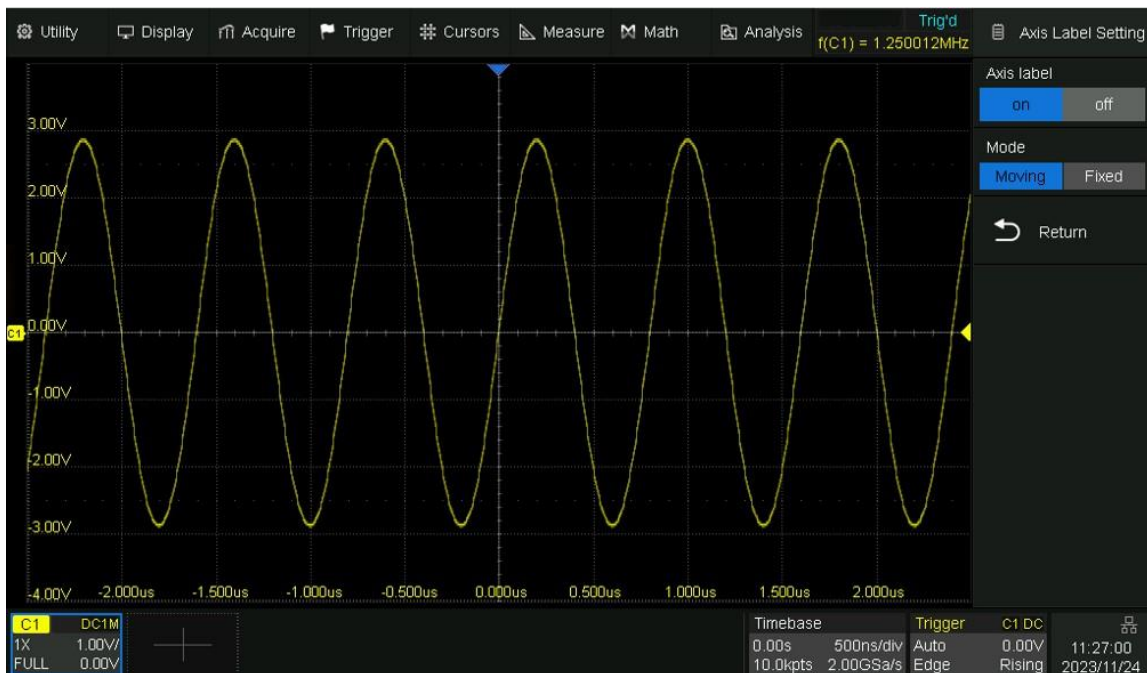 Utility Display Acquire Trigger Cursors Measure Math Analysis
Trig'd
f(C1) = 1.250012MHz
Axis Label Setting
Axis label
on off
Mode
Moving Fixed
Return
3.00V
2.00V
1.00V
C1 0.00V
-1.00V
-2.00V
-3.00V
-4.00V -2.000us -1.500us -1.000us -0.500us 0.000us 0.500us 1.000us 1.500us 2.000us
C1 DC1M
1X 1.00V/
FULL 0.00V
Timebase
0.00s 500ns/div
10.0kpts 2.00GSa/s
Trigger C1 DC
Auto 0.00V
Edge Rising
11:27:00
2023/11/24